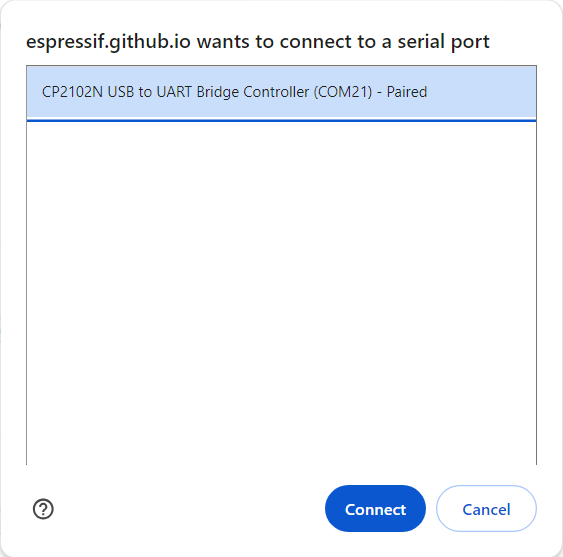 espressif.github.io wants to connect to a serial port
CP2102N USB to UART Bridge Controller (COM21) - Paired
Connect
Cancel